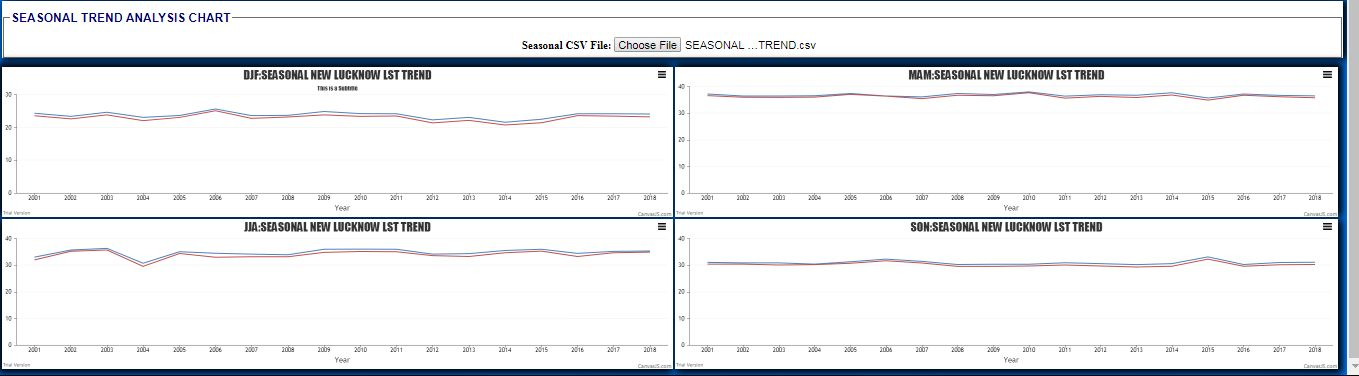 SEASONAL TREND ANALYSIS CHART
Seasonal CSV File: Choose File SEASONAL ...TREND.csv
DJF:SEASONAL NEW LUCKNOW LST TREND
This is a Subtitle
30
20
10
0
2001 2002 2003 2004 2005 2006 2007 2008 2009 2010 2011 2012 2013 2014 2015 2016 2017 2018
Year
Trial Version
CanvasJS.com
MAM:SEASONAL NEW LUCKNOW LST TREND
40
30
20
10
0
2001 2002 2003 2004 2005 2006 2007 2008 2009 2010 2011 2012 2013 2014 2015 2016 2017 2018
Year
Trial Version
CanvasJS.com
JJA:SEASONAL NEW LUCKNOW LST TREND
40
30
20
10
0
2001 2002 2003 2004 2005 2006 2007 2008 2009 2010 2011 2012 2013 2014 2015 2016 2017 2018
Year
Trial Version
CanvasJS.com
SON:SEASONAL NEW LUCKNOW LST TREND
40
30
20
10
0
2001 2002 2003 2004 2005 2006 2007 2008 2009 2010 2011 2012 2013 2014 2015 2016 2017 2018
Year
Trial Version
CanvasJS.com